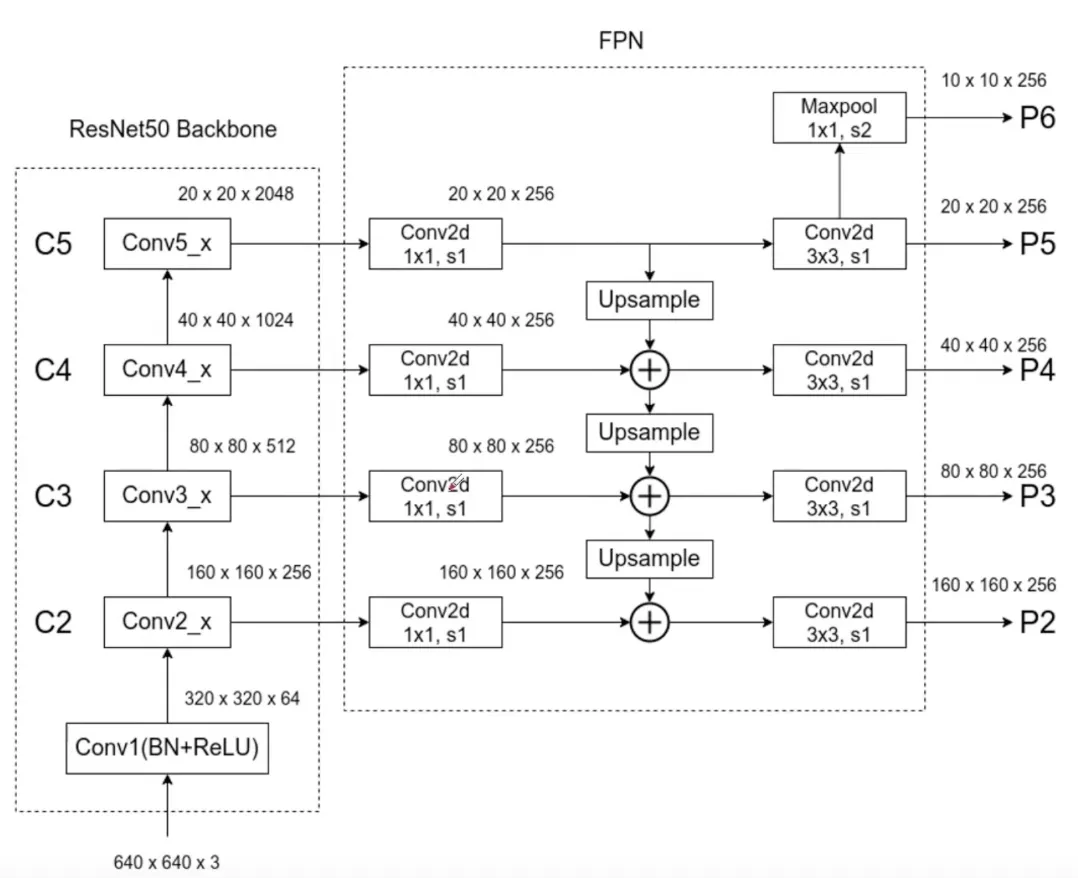 FPN
10 x 10 x 256
Maxpool
1x1, s2
P6
ResNet50 Backbone
20 x 20 x 2048
20 x 20 x 256
20 x 20 x 256
C5
Conv5_x
Conv2d
1x1, s1
Conv2d
3x3, s1
P5
Upsample
40 x 40 x 1024
40 x 40 x 256
40 x 40 x 256
C4
Conv4_x
Conv2d
1x1, s1
Conv2d
3x3, s1
P4
Upsample
80 x 80 x 512
80 x 80 x 256
80 x 80 x 256
C3
Conv3_x
Conv2d
1x1, s1
Conv2d
3x3, s1
P3
Upsample
160 x 160 x 256
160 x 160 x 256
160 x 160 x 256
C2
Conv2_x
Conv2d
1x1, s1
Conv2d
3x3, s1
P2
320 x 320 x 64
Conv1(BN+ReLU)
640 x 640 x 3